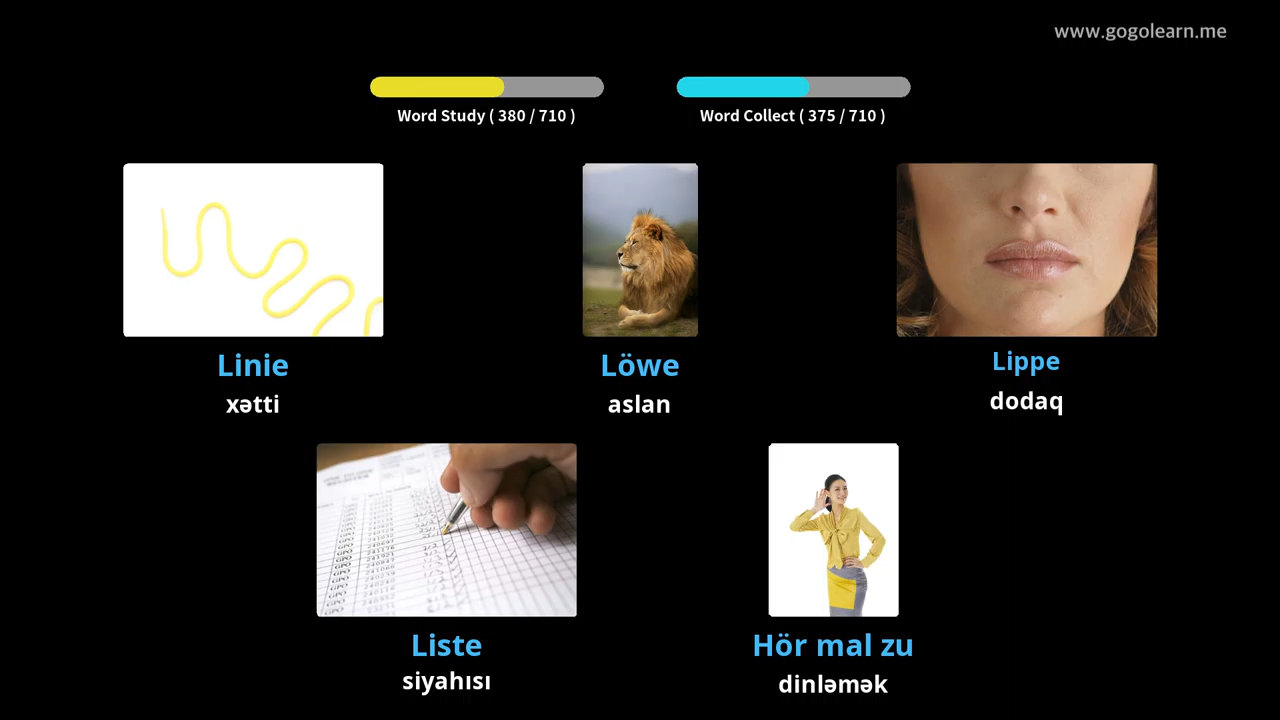 www.gogolearn.me
Word Study ( 380 / 710 )
Word Collect ( 375 / 710 )
Linie
xətti
Löwe
aslan
Lippe
dodaq
Liste
siyahısı
Hör mal zu
dinləmək